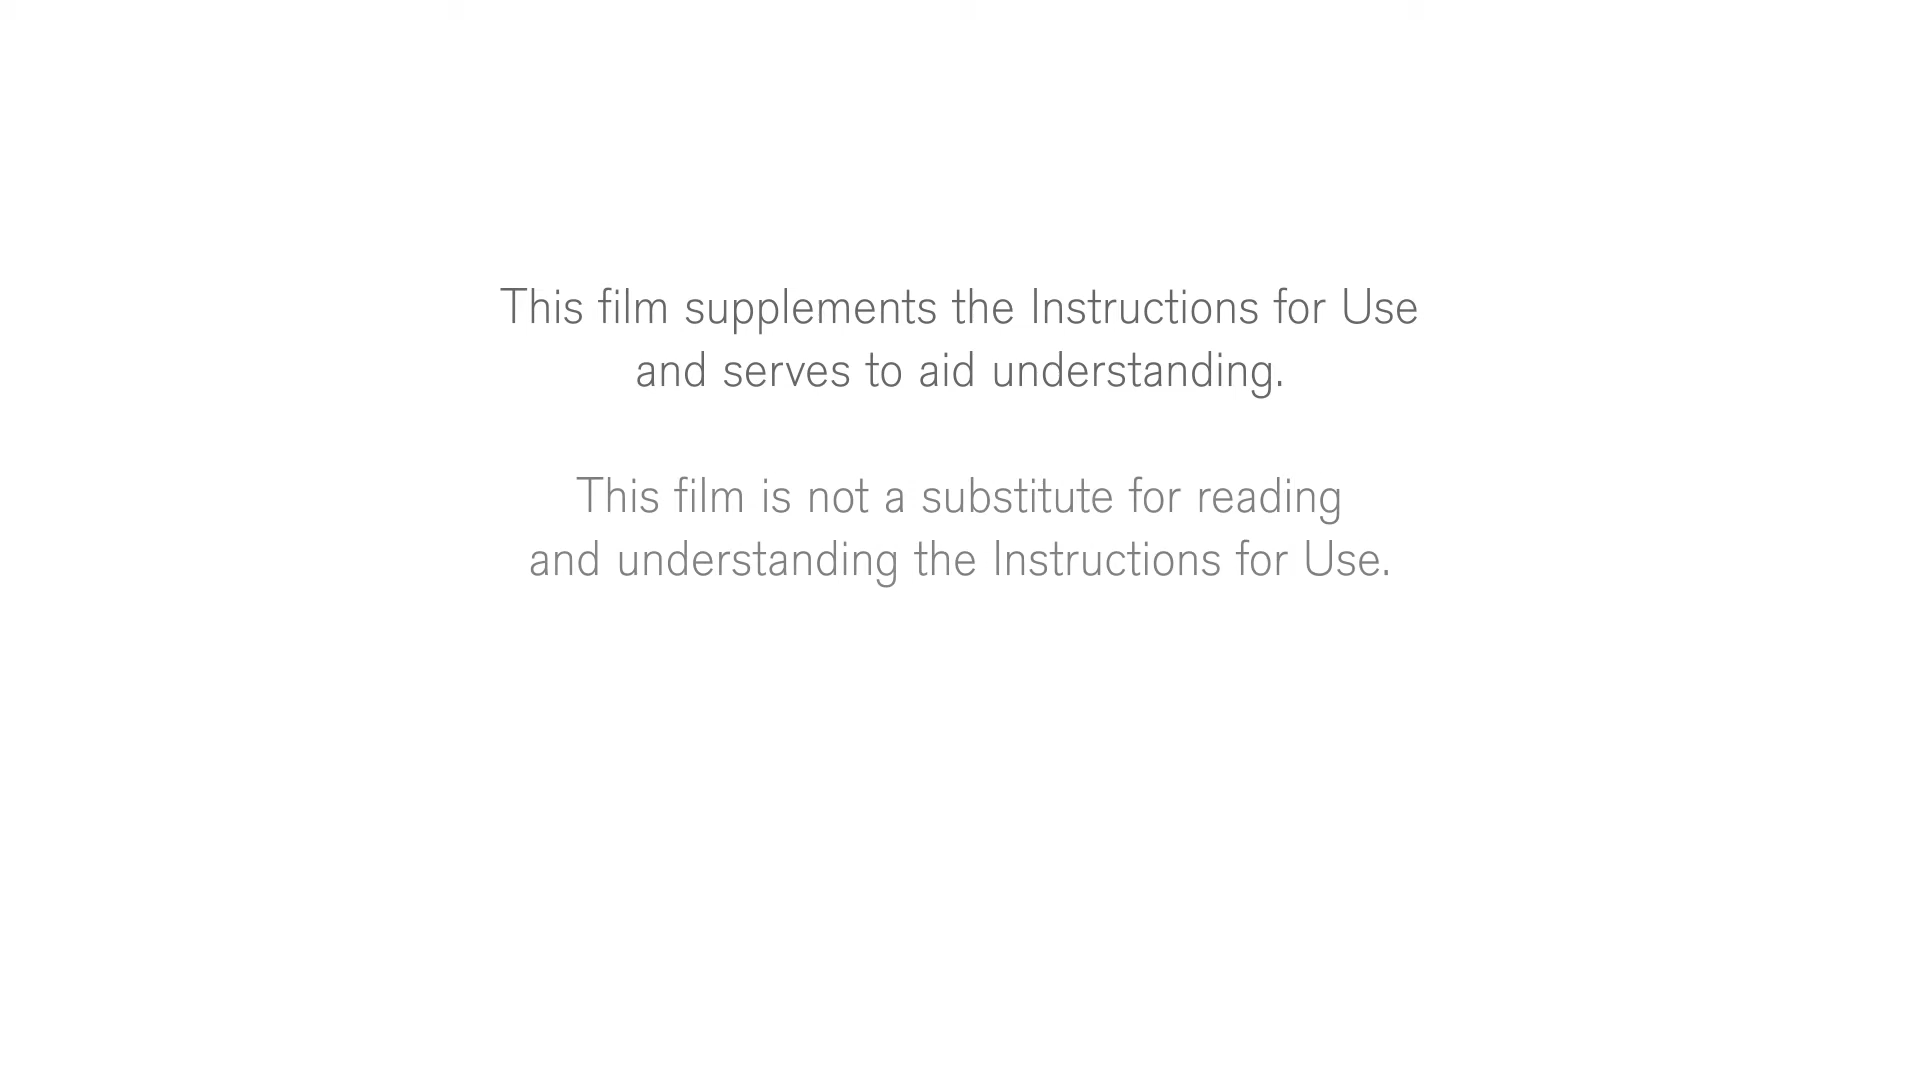 This film supplements the Instructions for Use
and serves to aid understanding.
This film is not a substitute for reading
and understanding the Instructions for Use.